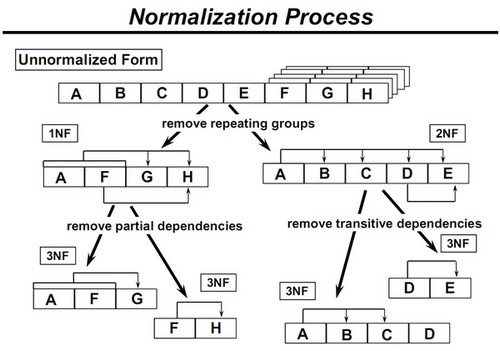 Normalization Process
Unnormalized Form
A B C D E F G H
remove repeating groups
1NF
2NF
A F G H
A B C D E
remove partial dependencies
remove transitive dependencies
3NF
3NF
3NF
3NF
A F G
F H
D E
A B C D